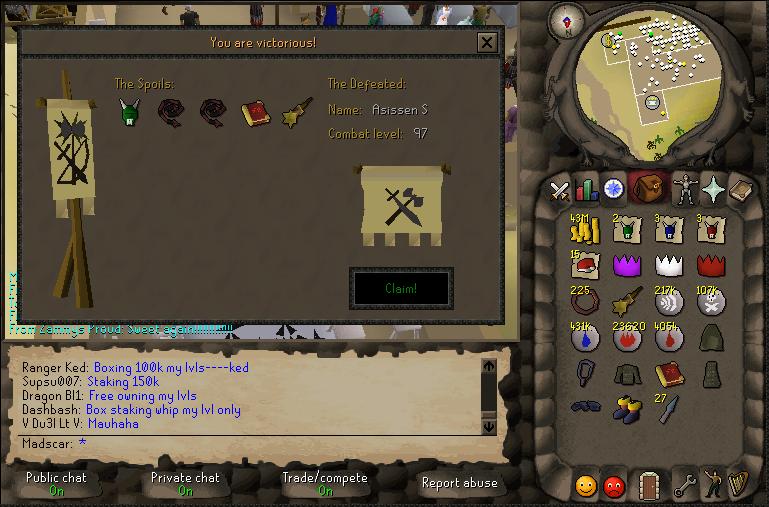 You are victorious!
The Spoils:
The Defeated:
Name: Asissen S
Combat level: 97
Claim!
From Zammys Proud: Sweet again!!!!!!!!!!!!!!
Ranger Ked: Boxing 100k my lvls----ked
Supsu007: Staking 150k
Dragon Bl1: Free owning my lvls
Dashbash: Box staking whip my lvl only
V Du3l Lt V: Mauhaha
Madscar: *
Public chat
On
Private chat
On
Trade/compete
On
Report abuse
N
43M
2
3
3
15
225
217K
107K
431K
23620
4054
27